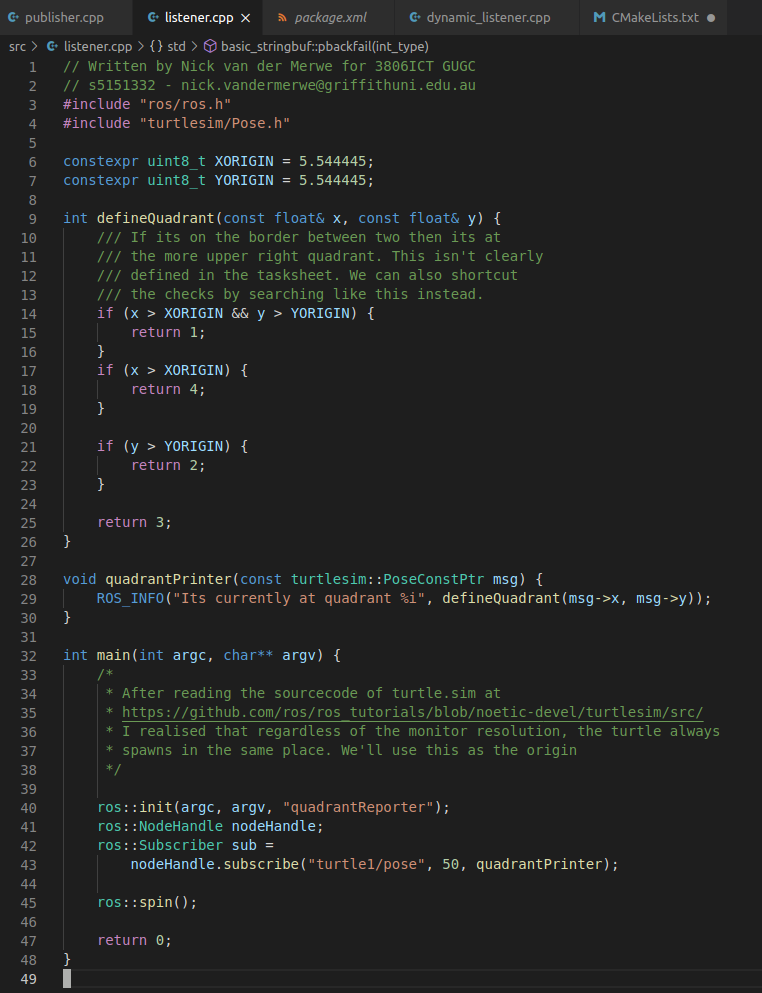 publisher.cpp listener.cpp × package.xml dynamic_listener.cpp CMakeLists.txt ●
src > listener.cpp > {} std > basic_stringbuf::pbackfail(int_type)
1 // Written by Nick van der Merwe for 3806ICT GUGC
2 // s5151332 - nick.vandermerwe@griffithuni.edu.au
3 #include "ros/ros.h"
4 #include "turtlesim/Pose.h"
5
6 constexpr uint8_t XORIGIN = 5.544445;
7 constexpr uint8_t YORIGIN = 5.544445;
8
9 int defineQuadrant(const float& x, const float& y) {
10     /// If its on the border between two then its at
11     /// the more upper right quadrant. This isn't clearly
12     /// defined in the tasksheet. We can also shortcut
13     /// the checks by searching like this instead.
14     if (x > XORIGIN && y > YORIGIN) {
15         return 1;
16     }
17     if (x > XORIGIN) {
18         return 4;
19     }
20
21     if (y > YORIGIN) {
22         return 2;
23     }
24
25     return 3;
26 }
27
28 void quadrantPrinter(const turtlesim::PoseConstPtr msg) {
29     ROS_INFO("Its currently at quadrant %i", defineQuadrant(msg->x, msg->y));
30 }
31
32 int main(int argc, char** argv) {
33     /*
34      * After reading the sourcecode of turtle.sim at
35      * https://github.com/ros/ros_tutorials/blob/noetic-devel/turtlesim/src/
36      * I realised that regardless of the monitor resolution, the turtle always
37      * spawns in the same place. We'll use this as the origin
38      */
39
40     ros::init(argc, argv, "quadrantReporter");
41     ros::NodeHandle nodeHandle;
42     ros::Subscriber sub =
43         nodeHandle.subscribe("turtle1/pose", 50, quadrantPrinter);
44
45     ros::spin();
46
47     return 0;
48 }
49